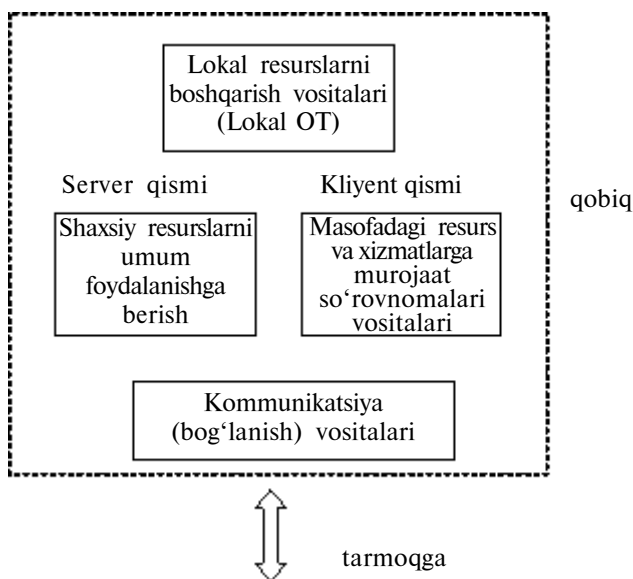 Lokal resurslarni
boshqarish vositalari
(Lokal OT)
Server qismi
Kliyent qismi
qobiq
Shaxsiy resurslarni
umum
foydalanishga
berish
Masofadagi resurs
va xizmatlarga
murojaat
so‘rovnomalari
vositalari
Kommunikatsiya
(bog‘lanish) vositalari
tarmoqga